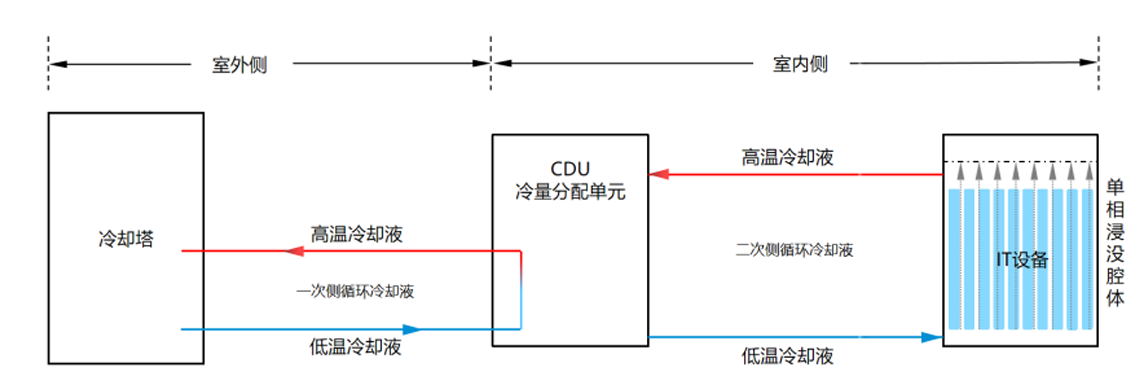 室外侧
室内侧
CDU
冷量分配单元
高温冷却液
单相浸没腔体
冷却塔
高温冷却液
二次侧循环冷却液
IT设备
一次侧循环冷却液
低温冷却液
低温冷却液